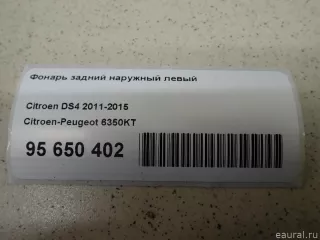 Фонарь задний наружный левый
Citroen DS4 2011-2015
Citroen-Peugeot 6350KT
95 650 402
eaural.ru